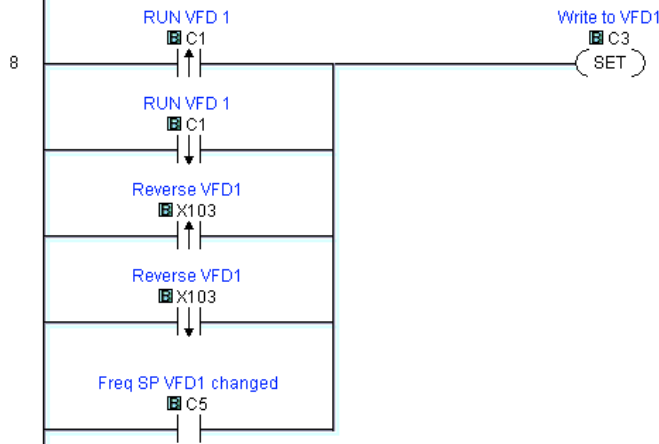 RUN VFD 1
B C1
Write to VFD1
B C3
8
SET
RUN VFD 1
B C1
Reverse VFD1
B X103
Reverse VFD1
B X103
Freq SP VFD1 changed
B C5